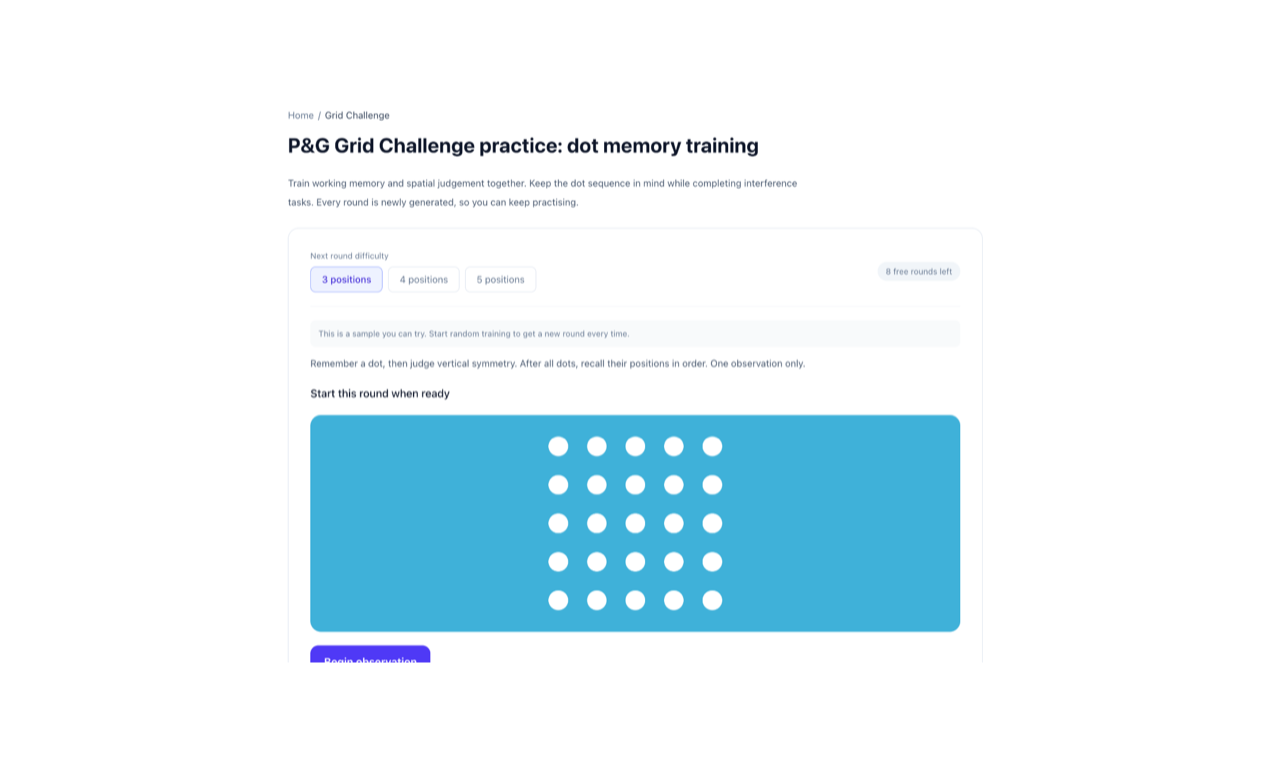 Home / Grid Challenge
P&G Grid Challenge practice: dot memory training
Train working memory and spatial judgement together. Keep the dot sequence in mind while completing interference
tasks. Every round is newly generated, so you can keep practising.
Next round difficulty
3 positions
4 positions
5 positions
8 free rounds left
This is a sample you can try. Start random training to get a new round every time.
Remember a dot, then judge vertical symmetry. After all dots, recall their positions in order. One observation only.
Start this round when ready
Begin observation